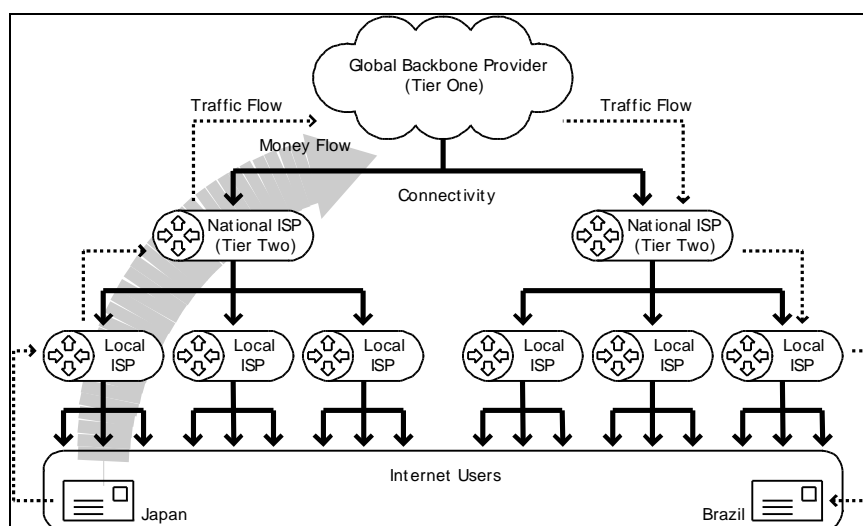 Global Backbone Provider
(Tier One)
Traffic Flow
Traffic Flow
Money Flow
Connectivity
National ISP
(Tier Two)
National ISP
(Tier Two)
Local
ISP
Local
ISP
Local
ISP
Local
ISP
Local
ISP
Local
ISP
Internet Users
Japan
Brazil